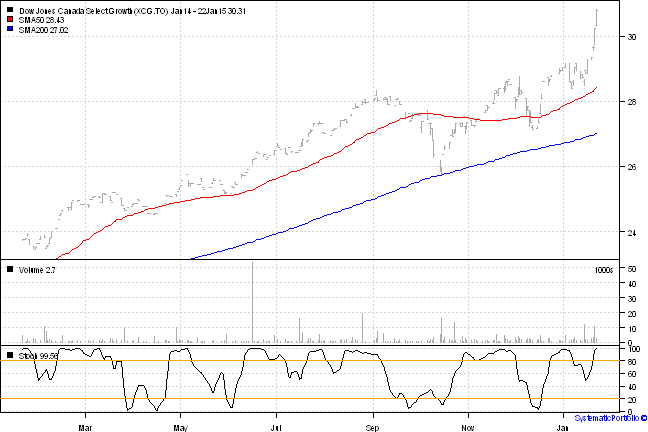 Dow Jones Canada Select Growth (XCG.TO) Jan 14 - 22Jan15 30.31
SMA50 28.43
SMA200 27.02
30
28
26
24
Volume 2.7
1000s
50
40
30
20
10
0
Stoch 99.56
100
80
60
40
20
0
Mar May Jul Sep Nov Jan
SystematicPortfolio ©